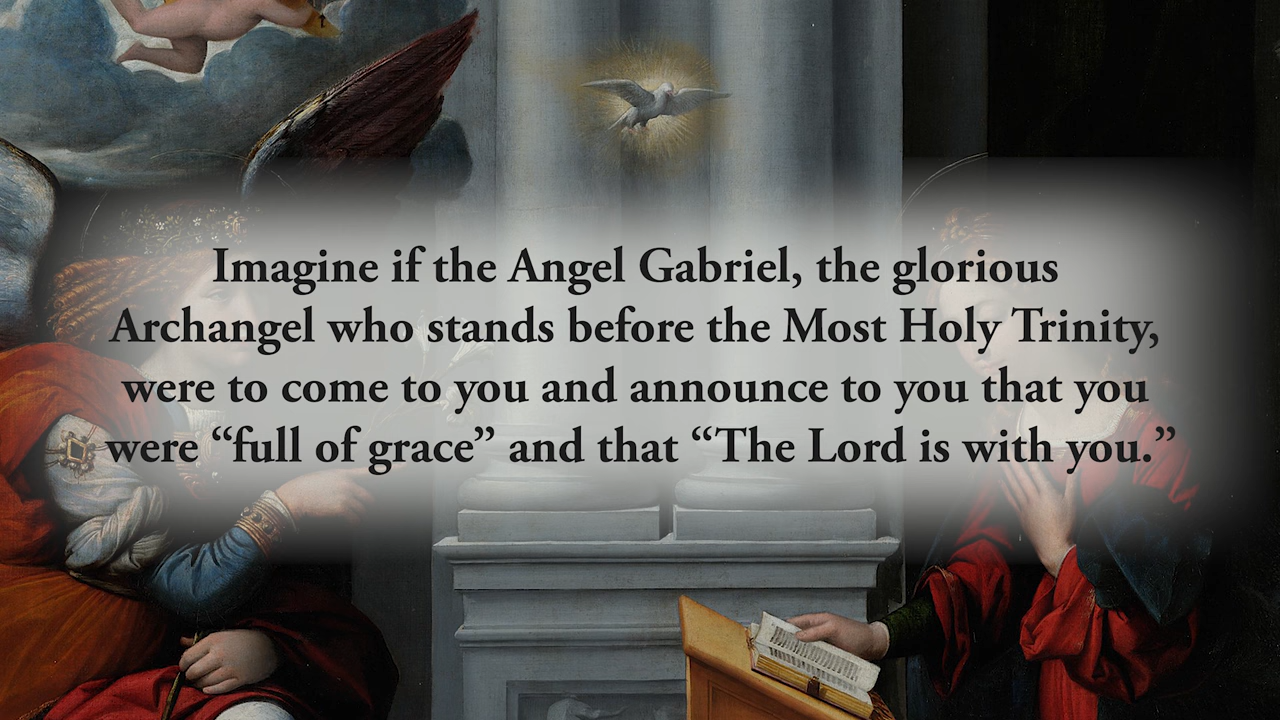 Imagine if the Angel Gabriel, the glorious
Archangel who stands before the Most Holy Trinity,
were to come to you and announce to you that you
were “full of grace” and that “The Lord is with you.”